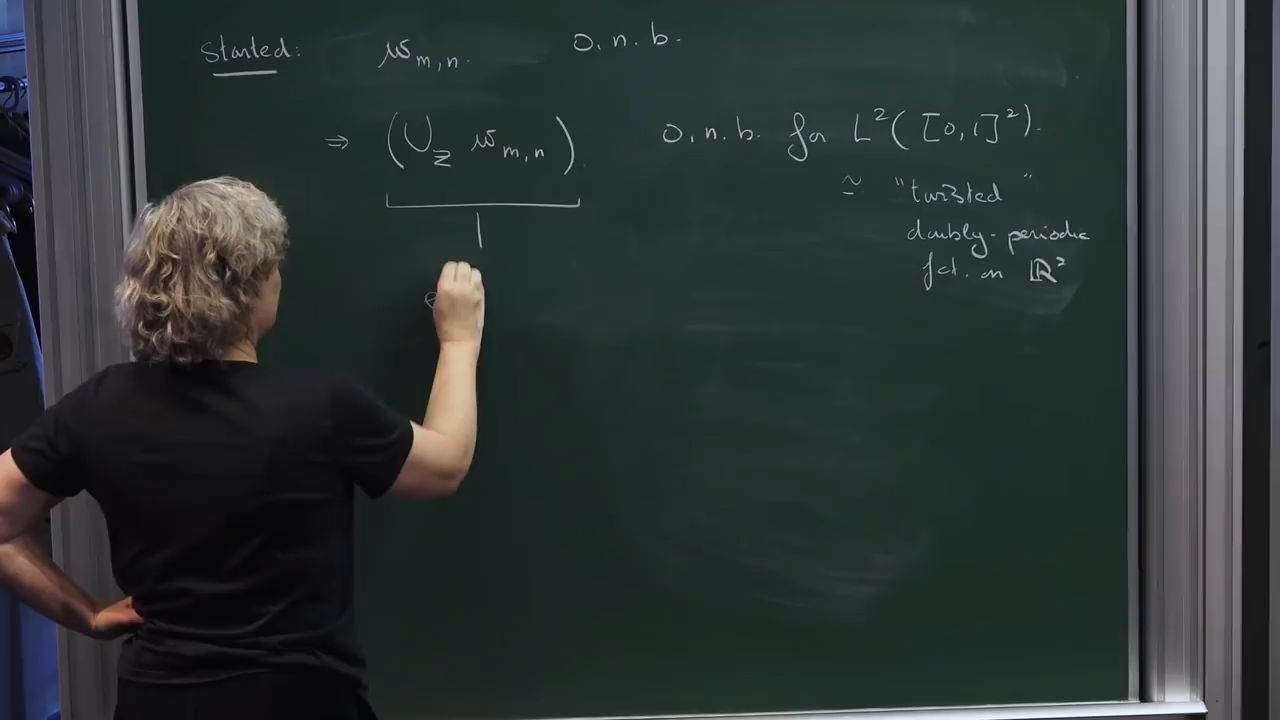 Started: w_{m,n}. o.n.b.
⇒ (U_Z w_{m,n}) o.n.b. for L²([0,1]²).
≅ "twisted"
doubly-periodic
fct. on ℝ²